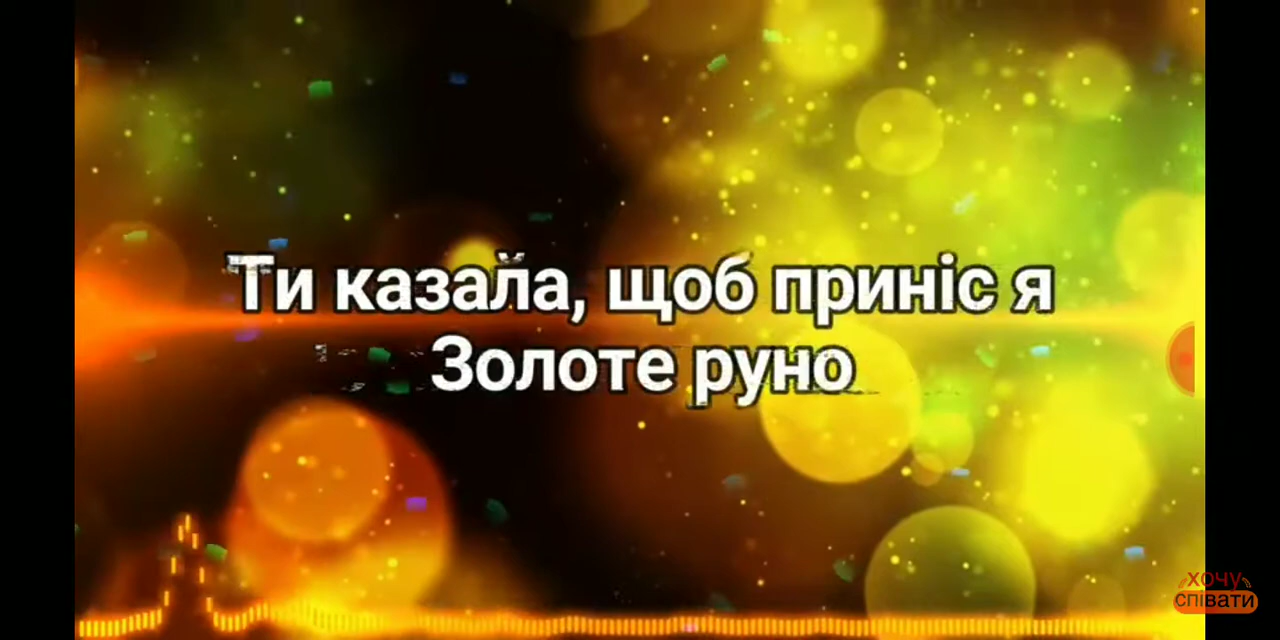 Ти казала, щоб приніс я
Золоте руно
хочу
співати